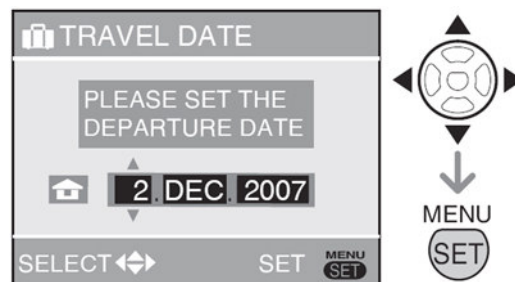 TRAVEL DATE
PLEASE SET THE
DEPARTURE DATE
2. DEC. 2007
SELECT SET MENU SET
MENU
SET